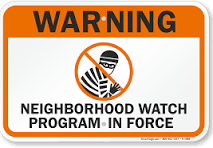 WARNING
NEIGHBORHOOD WATCH
PROGRAM IN FORCE